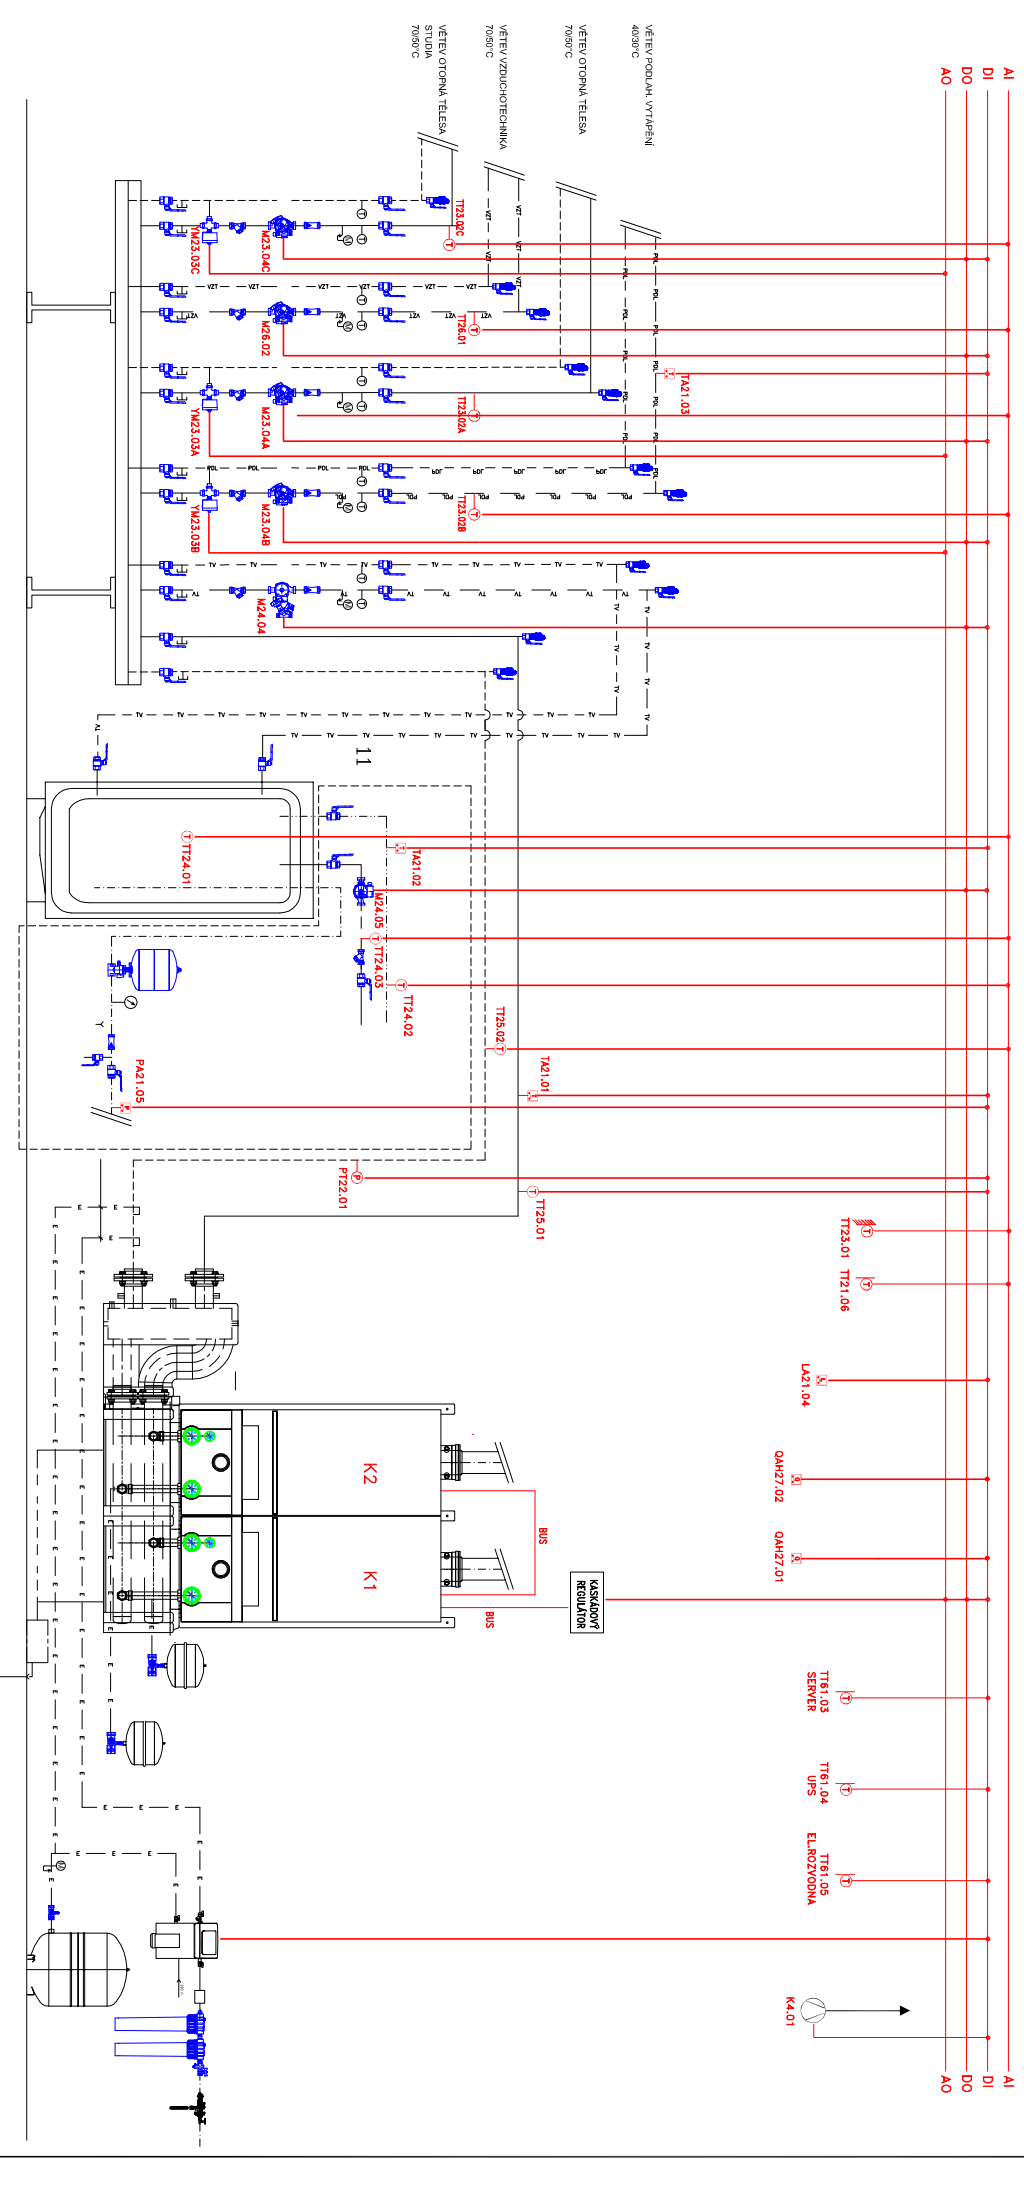 AI
DI
DO
AO
VĚTEV PODLAH. VYTÁPĚNÍ
40/30°C
VĚTEV OTOPNÁ TĚLESA
70/50°C
VĚTEV VZDUCHOTECHNIKA
70/50°C
VĚTEV OTOPNÁ TĚLESA
STUDIA
70/50°C
TT23.02C
M23.04C
YM23.03C
TT26.01
M26.02
TA21.03
TT23.02A
M23.04A
YM23.03A
TT23.02B
M23.04B
YM23.03B
M24.04
11
TT24.01
TA21.02
M24.05
TT24.03
TT24.02
TT25.02
TA21.01
PA21.05
PT22.01
TT25.01
TT23.01
TT21.06
LA21.04
QAH27.02
QAH27.01
K2
K1
BUS
BUS
KASKÁDOVÝ
REGULÁTOR
TT61.03
SERVER
TT61.04
UPS
TT61.05
EL.ROZVODNA
K4.01
AI
DI
DO
AO